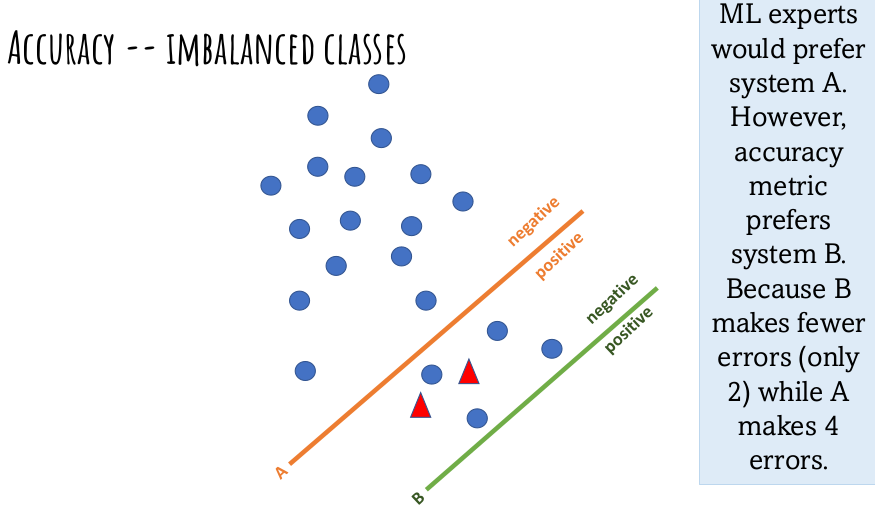 ACCURACY -- IMBALANCED CLASSES
ML experts
would prefer
system A.
However,
accuracy
metric
prefers
system B.
Because B
makes fewer
errors (only
2) while A
makes 4
errors.
negative
positive
negative
positive
A
B